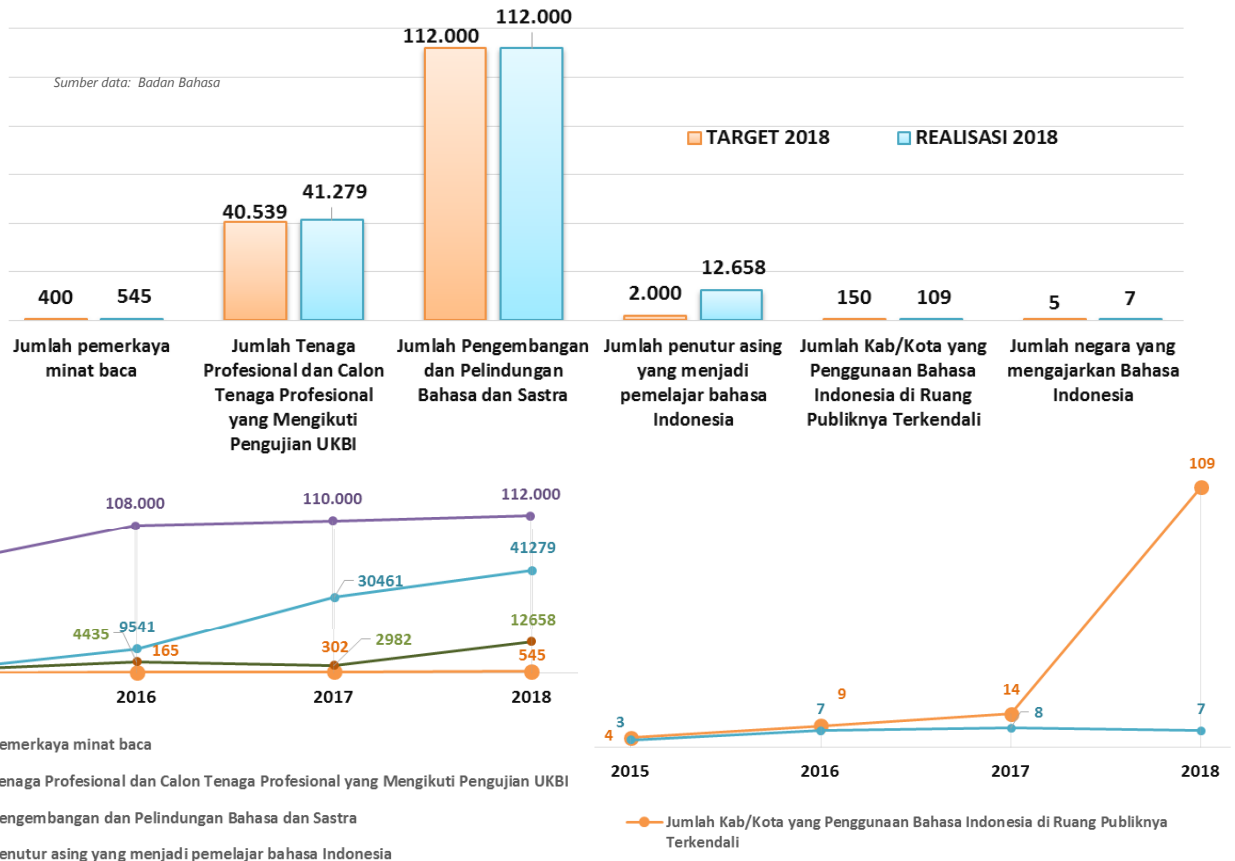 112.000
112.000
Sumber data: Badan Bahasa
TARGET 2018
REALISASI 2018
40.539
41.279
400
545
2.000
12.658
150
109
5
7
Jumlah pemerkaya
minat baca
Jumlah Tenaga
Profesional dan Calon
Tenaga Profesional
yang Mengikuti
Pengujian UKBI
Jumlah Pengembangan
dan Pelindungan
Bahasa dan Sastra
Jumlah penutur asing
yang menjadi
pemelajar bahasa
Indonesia
Jumlah Kab/Kota yang
Penggunaan Bahasa
Indonesia di Ruang
Publiknya Terkendali
Jumlah negara yang
mengajarkan Bahasa
Indonesia
108.000
110.000
112.000
41279
30461
4435
9541
165
302
2982
12658
545
2016
2017
2018
emerkaya minat baca
enaga Profesional dan Calon Tenaga Profesional yang Mengikuti Pengujian UKBI
engembangan dan Pelindungan Bahasa dan Sastra
enutur asing yang menjadi pemelajar bahasa Indonesia
109
3
4
7
9
14
8
7
2015
2016
2017
2018
Jumlah Kab/Kota yang Penggunaan Bahasa Indonesia di Ruang Publiknya
Terkendali